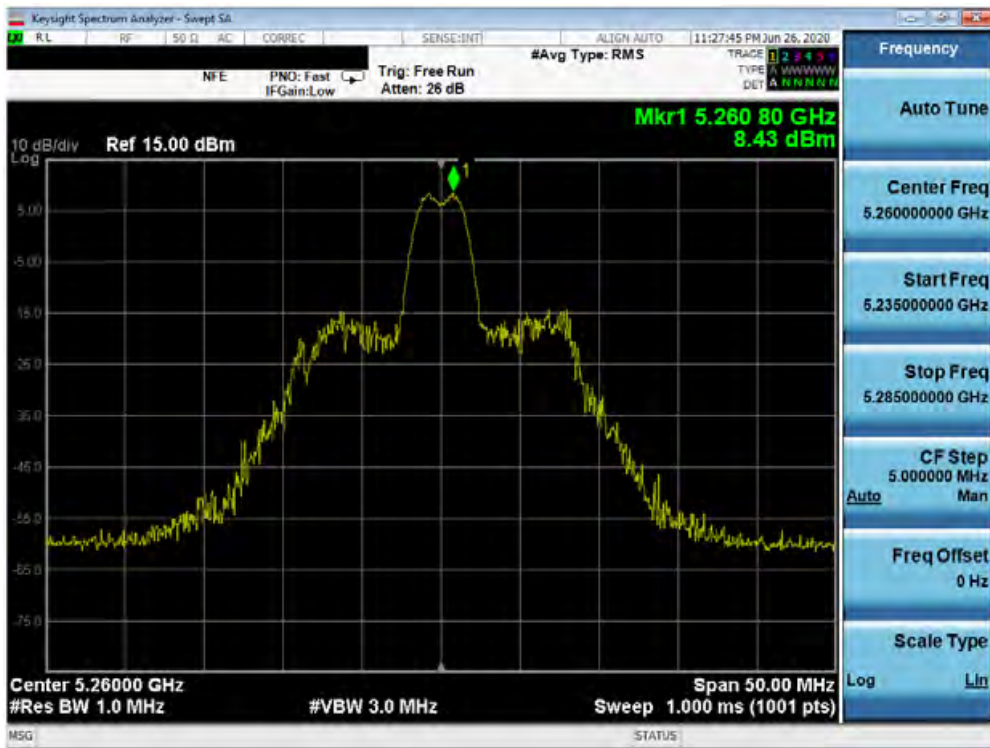 Keysight Spectrum Analyzer - Swept SA
LXI RL RF 50 Ω AC CORREC SENSE:INT ALIGN AUTO 11:27:45 PM Jun 26, 2020
#Avg Type: RMS TRACE 1 2 3 4 5 6
NFE PNO: Fast Trig: Free Run TYPE A WWWWW
IFGain:Low Atten: 26 dB DET A N N N N N
Mkr1 5.260 80 GHz
8.43 dBm
10 dB/div Ref 15.00 dBm
Log
1
5.00
-5.00
-15.0
-25.0
-35.0
-45.0
-55.0
-65.0
-75.0
Center 5.26000 GHz Span 50.00 MHz
#Res BW 1.0 MHz #VBW 3.0 MHz Sweep 1.000 ms (1001 pts)
MSG STATUS
Frequency
Auto Tune
Center Freq
5.260000000 GHz
Start Freq
5.235000000 GHz
Stop Freq
5.285000000 GHz
CF Step
5.000000 MHz
Auto Man
Freq Offset
0 Hz
Scale Type
Log Lin